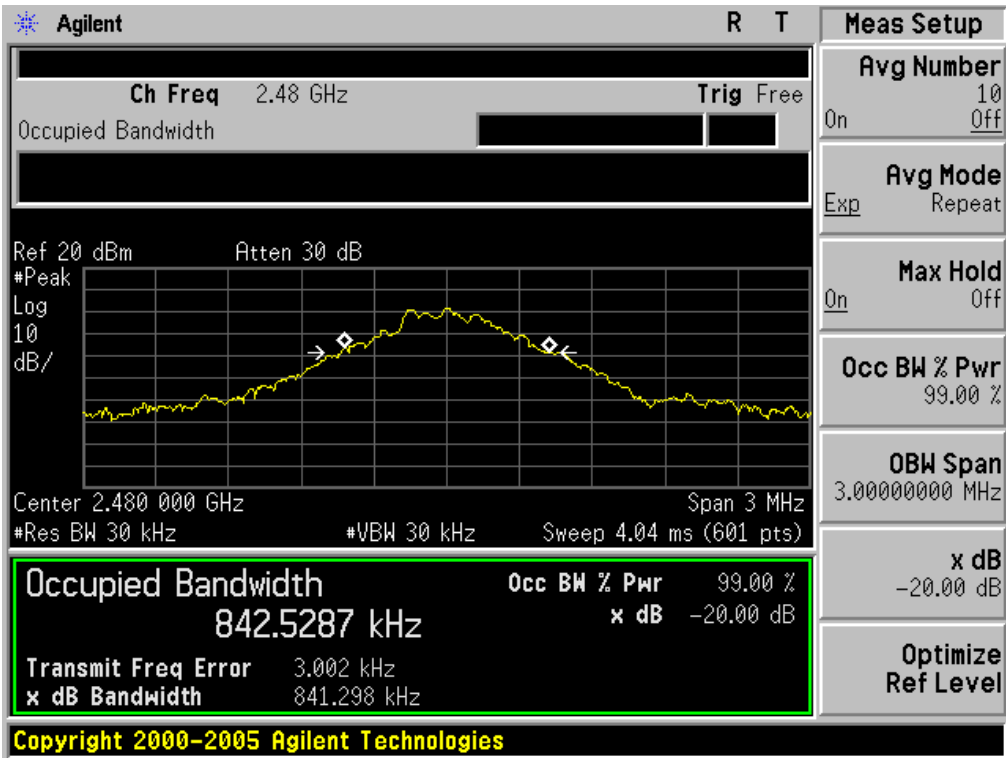 Agilent R T
Ch Freq 2.48 GHz Trig Free
Occupied Bandwidth
Ref 20 dBm Atten 30 dB
#Peak
Log
10
dB/
Center 2.480 000 GHz Span 3 MHz
#Res BW 30 kHz #VBW 30 kHz Sweep 4.04 ms (601 pts)
Occupied Bandwidth Occ BW % Pwr 99.00 %
842.5287 kHz x dB -20.00 dB
Transmit Freq Error 3.002 kHz
x dB Bandwidth 841.298 kHz
Copyright 2000-2005 Agilent Technologies
Meas Setup
Avg Number
10
On Off
Avg Mode
Exp Repeat
Max Hold
On Off
Occ BW % Pwr
99.00 %
OBW Span
3.00000000 MHz
x dB
-20.00 dB
Optimize
Ref Level